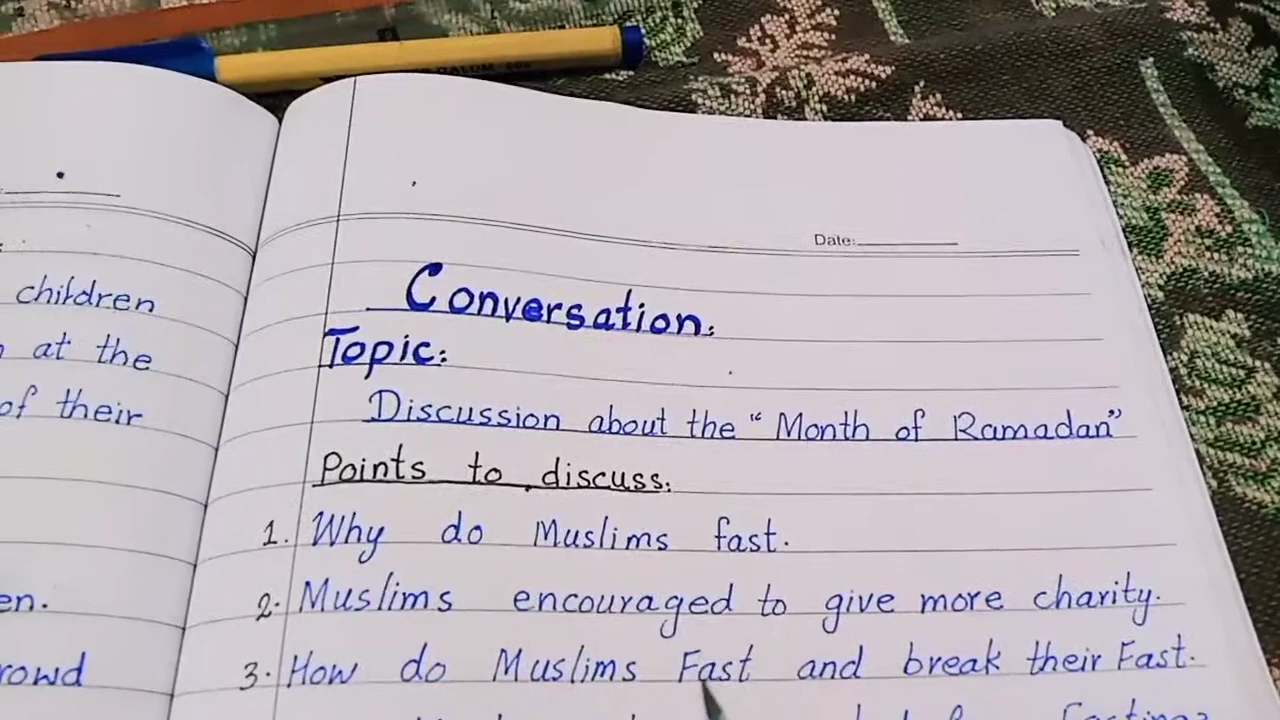 children
at the
of their
en.
rowd
Date:
Conversation:
Topic:
Discussion about the "Month of Ramadan"
Points to discuss:
1. Why do Muslims fast.
2. Muslims encouraged to give more charity.
3. How do Muslims Fast and break their Fast.